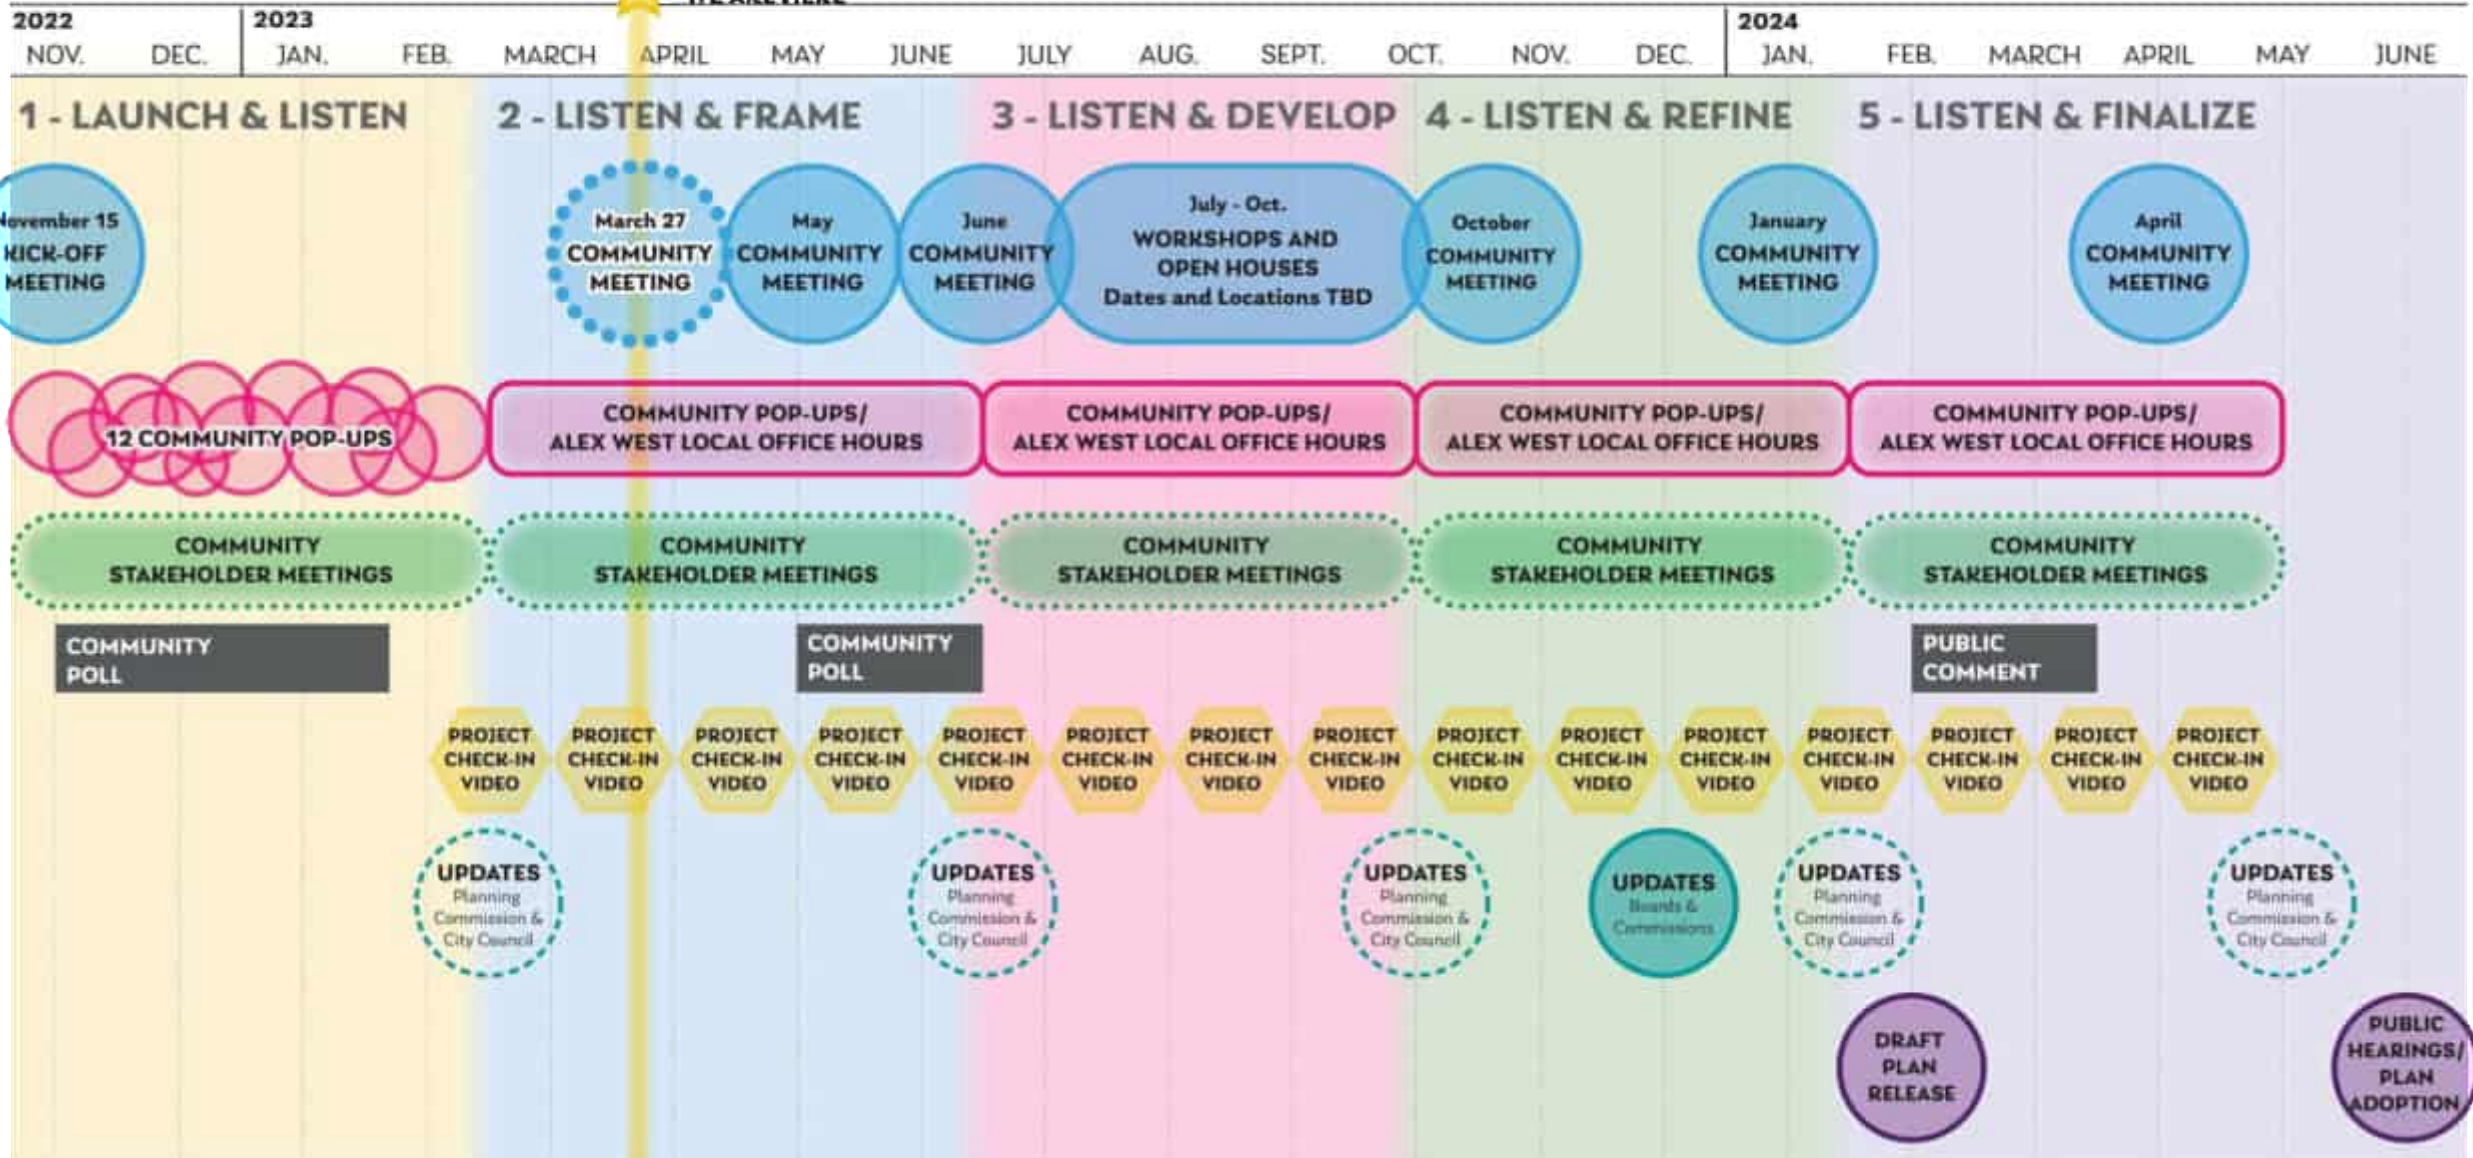 2022
2023
2024
NOV.
DEC.
JAN.
FEB.
MARCH
APRIL
MAY
JUNE
JULY
AUG.
SEPT.
OCT.
NOV.
DEC.
JAN.
FEB.
MARCH
APRIL
MAY
JUNE
1 - LAUNCH & LISTEN
2 - LISTEN & FRAME
3 - LISTEN & DEVELOP
4 - LISTEN & REFINE
5 - LISTEN & FINALIZE
November 15
KICK-OFF
MEETING
March 27
COMMUNITY
MEETING
May
COMMUNITY
MEETING
June
COMMUNITY
MEETING
July - Oct.
WORKSHOPS AND
OPEN HOUSES
Dates and Locations TBD
October
COMMUNITY
MEETING
January
COMMUNITY
MEETING
April
COMMUNITY
MEETING
12 COMMUNITY POP-UPS
COMMUNITY POP-UPS/
ALEX WEST LOCAL OFFICE HOURS
COMMUNITY POP-UPS/
ALEX WEST LOCAL OFFICE HOURS
COMMUNITY POP-UPS/
ALEX WEST LOCAL OFFICE HOURS
COMMUNITY POP-UPS/
ALEX WEST LOCAL OFFICE HOURS
COMMUNITY
STAKEHOLDER MEETINGS
COMMUNITY
STAKEHOLDER MEETINGS
COMMUNITY
STAKEHOLDER MEETINGS
COMMUNITY
STAKEHOLDER MEETINGS
COMMUNITY
STAKEHOLDER MEETINGS
COMMUNITY
POLL
COMMUNITY
POLL
PUBLIC
COMMENT
PROJECT
CHECK-IN
VIDEO
PROJECT
CHECK-IN
VIDEO
PROJECT
CHECK-IN
VIDEO
PROJECT
CHECK-IN
VIDEO
PROJECT
CHECK-IN
VIDEO
PROJECT
CHECK-IN
VIDEO
PROJECT
CHECK-IN
VIDEO
PROJECT
CHECK-IN
VIDEO
PROJECT
CHECK-IN
VIDEO
PROJECT
CHECK-IN
VIDEO
PROJECT
CHECK-IN
VIDEO
PROJECT
CHECK-IN
VIDEO
PROJECT
CHECK-IN
VIDEO
PROJECT
CHECK-IN
VIDEO
PROJECT
CHECK-IN
VIDEO
UPDATES
Planning
Commission &
City Council
UPDATES
Planning
Commission &
City Council
UPDATES
Planning
Commission &
City Council
UPDATES
Boards &
Commissions
UPDATES
Planning
Commission &
City Council
UPDATES
Planning
Commission &
City Council
DRAFT
PLAN
RELEASE
PUBLIC
HEARINGS/
PLAN
ADOPTION